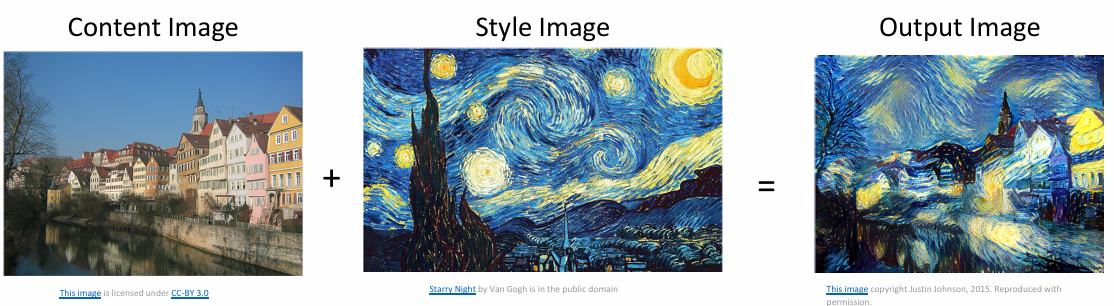 Content Image
Style Image
Output Image
+
=
This image is licensed under CC-BY 3.0
Starry Night by Van Gogh is in the public domain
This image copyright Justin Johnson, 2015. Reproduced with
permission.